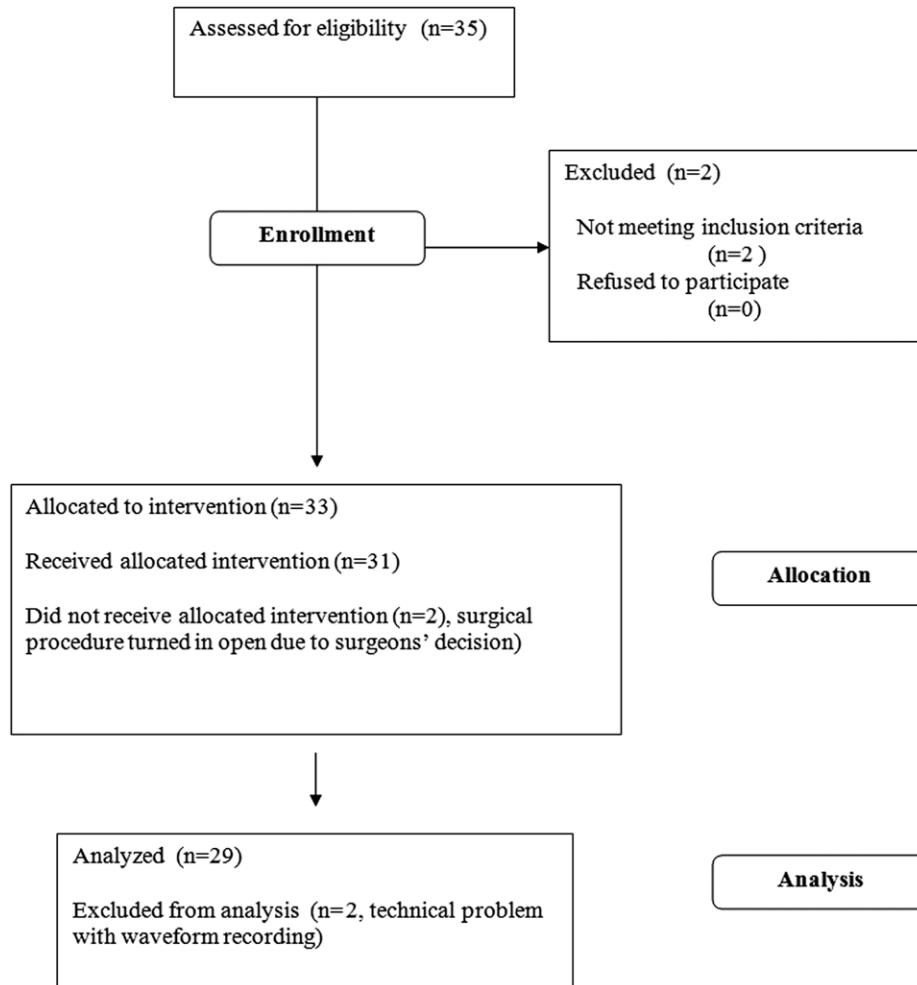 Assessed for eligibility (n=35)
Excluded (n=2)
Not meeting inclusion criteria
(n=2 )
Refused to participate
(n=0)
Enrollment
Allocated to intervention (n=33)
Received allocated intervention (n=31)
Did not receive allocated intervention (n=2), surgical
procedure turned in open due to surgeons’ decision)
Allocation
Analyzed (n=29)
Excluded from analysis (n=2, technical problem
with waveform recording)
Analysis